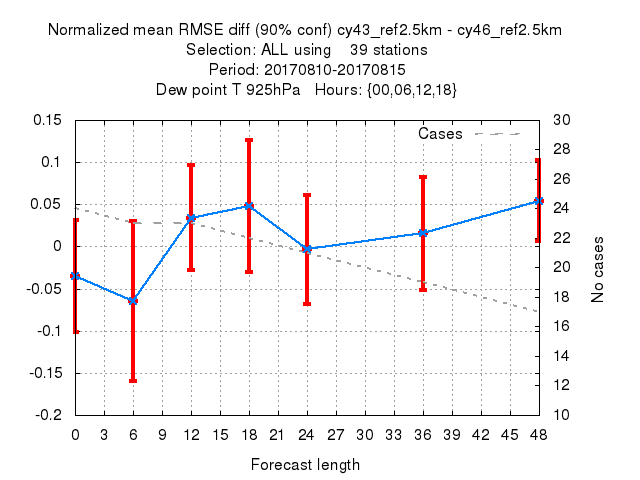 Normalized mean RMSE diff (90% conf) cy43_ref2.5km - cy46_ref2.5km
Selection: ALL using    39 stations
Period: 20170810-20170815
Dew point T 925hPa   Hours: {00,06,12,18}
Cases
0.15
0.1
0.05
0
-0.05
-0.1
-0.15
-0.2
30
28
26
24
22
20
18
16
14
12
10
No cases
0 3 6 9 12 15 18 21 24 27 30 33 36 39 42 45 48
Forecast length